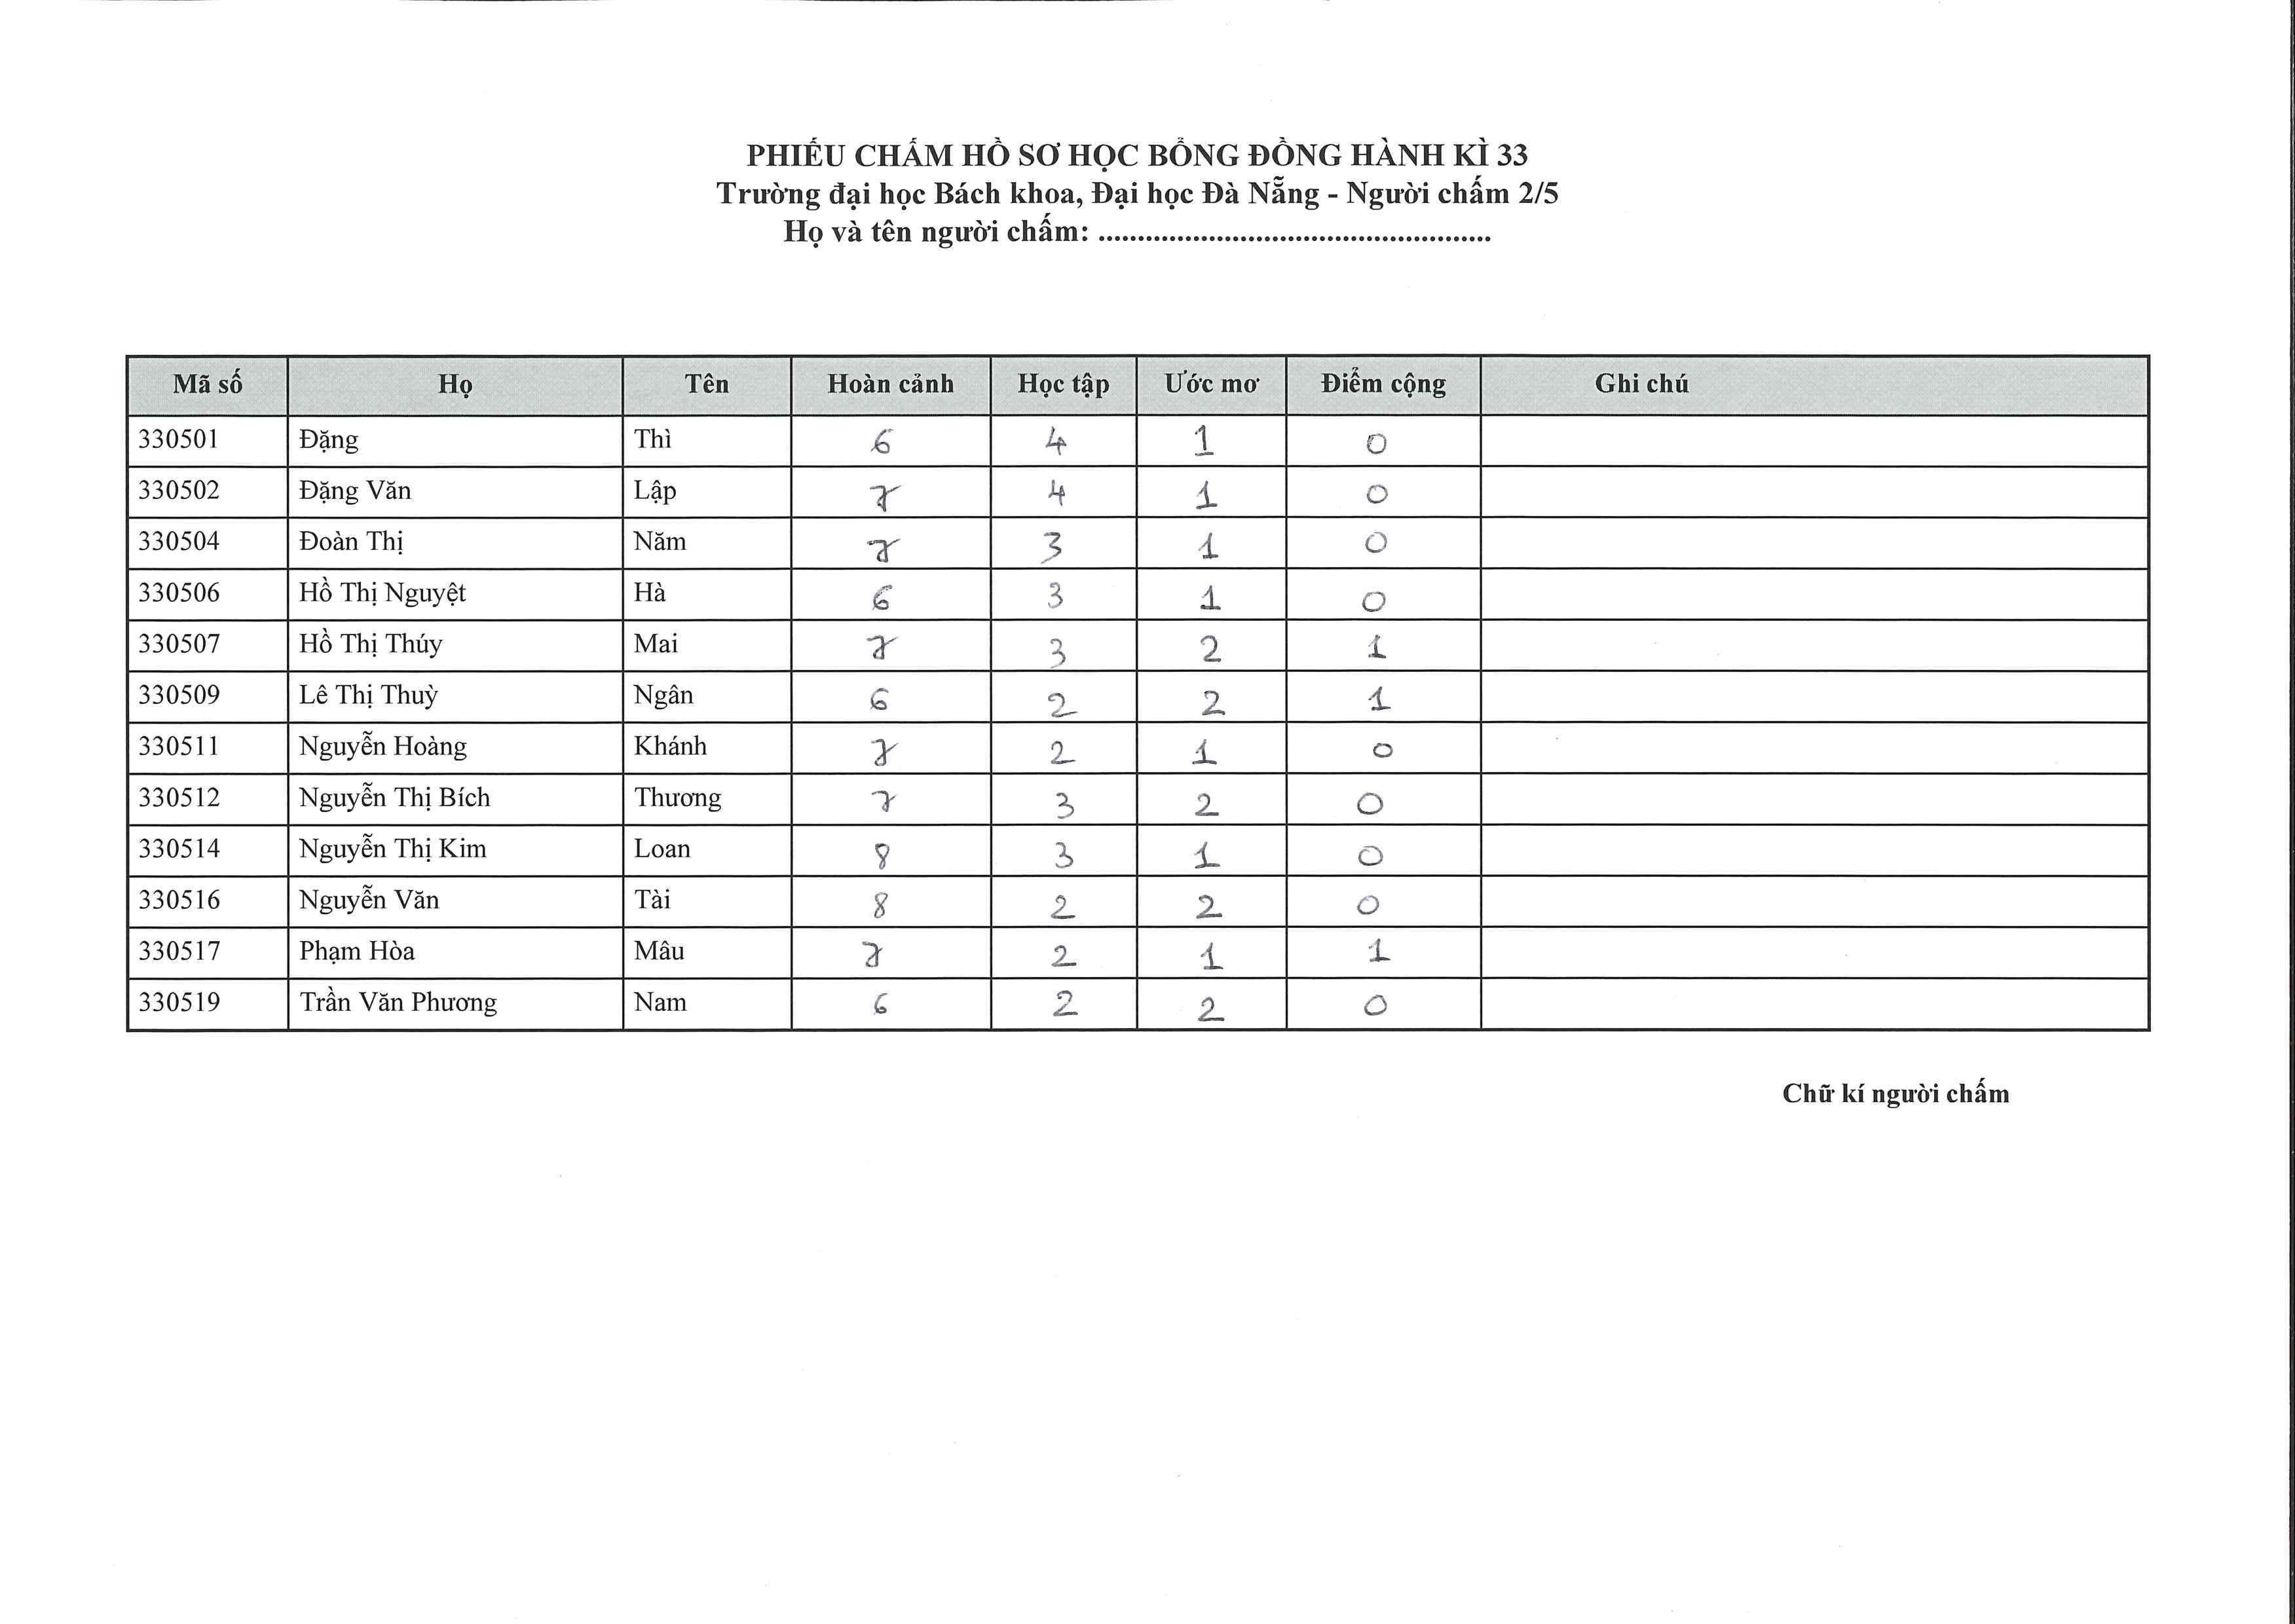 PHIẾU CHẤM HỒ SƠ HỌC BỔNG ĐỒNG HÀNH KÌ 33
Trường đại học Bách khoa, Đại học Đà Nẵng - Người chấm 2/5
Họ và tên người chấm: ..................................................
Mã số Họ Tên Hoàn cảnh Học tập Ước mơ Điểm cộng Ghi chú
330501 Đặng Thì 6 4 1 0
330502 Đặng Văn Lập 7 4 1 0
330504 Đoàn Thị Năm 7 3 1 0
330506 Hồ Thị Nguyệt Hà 6 3 1 0
330507 Hồ Thị Thúy Mai 7 3 2 1
330509 Lê Thị Thuỳ Ngân 6 2 2 1
330511 Nguyễn Hoàng Khánh 7 2 1 0
330512 Nguyễn Thị Bích Thương 7 3 2 0
330514 Nguyễn Thị Kim Loan 8 3 1 0
330516 Nguyễn Văn Tài 8 2 2 0
330517 Phạm Hòa Mâu 7 2 1 1
330519 Trần Văn Phương Nam 6 2 2 0
Chữ kí người chấm